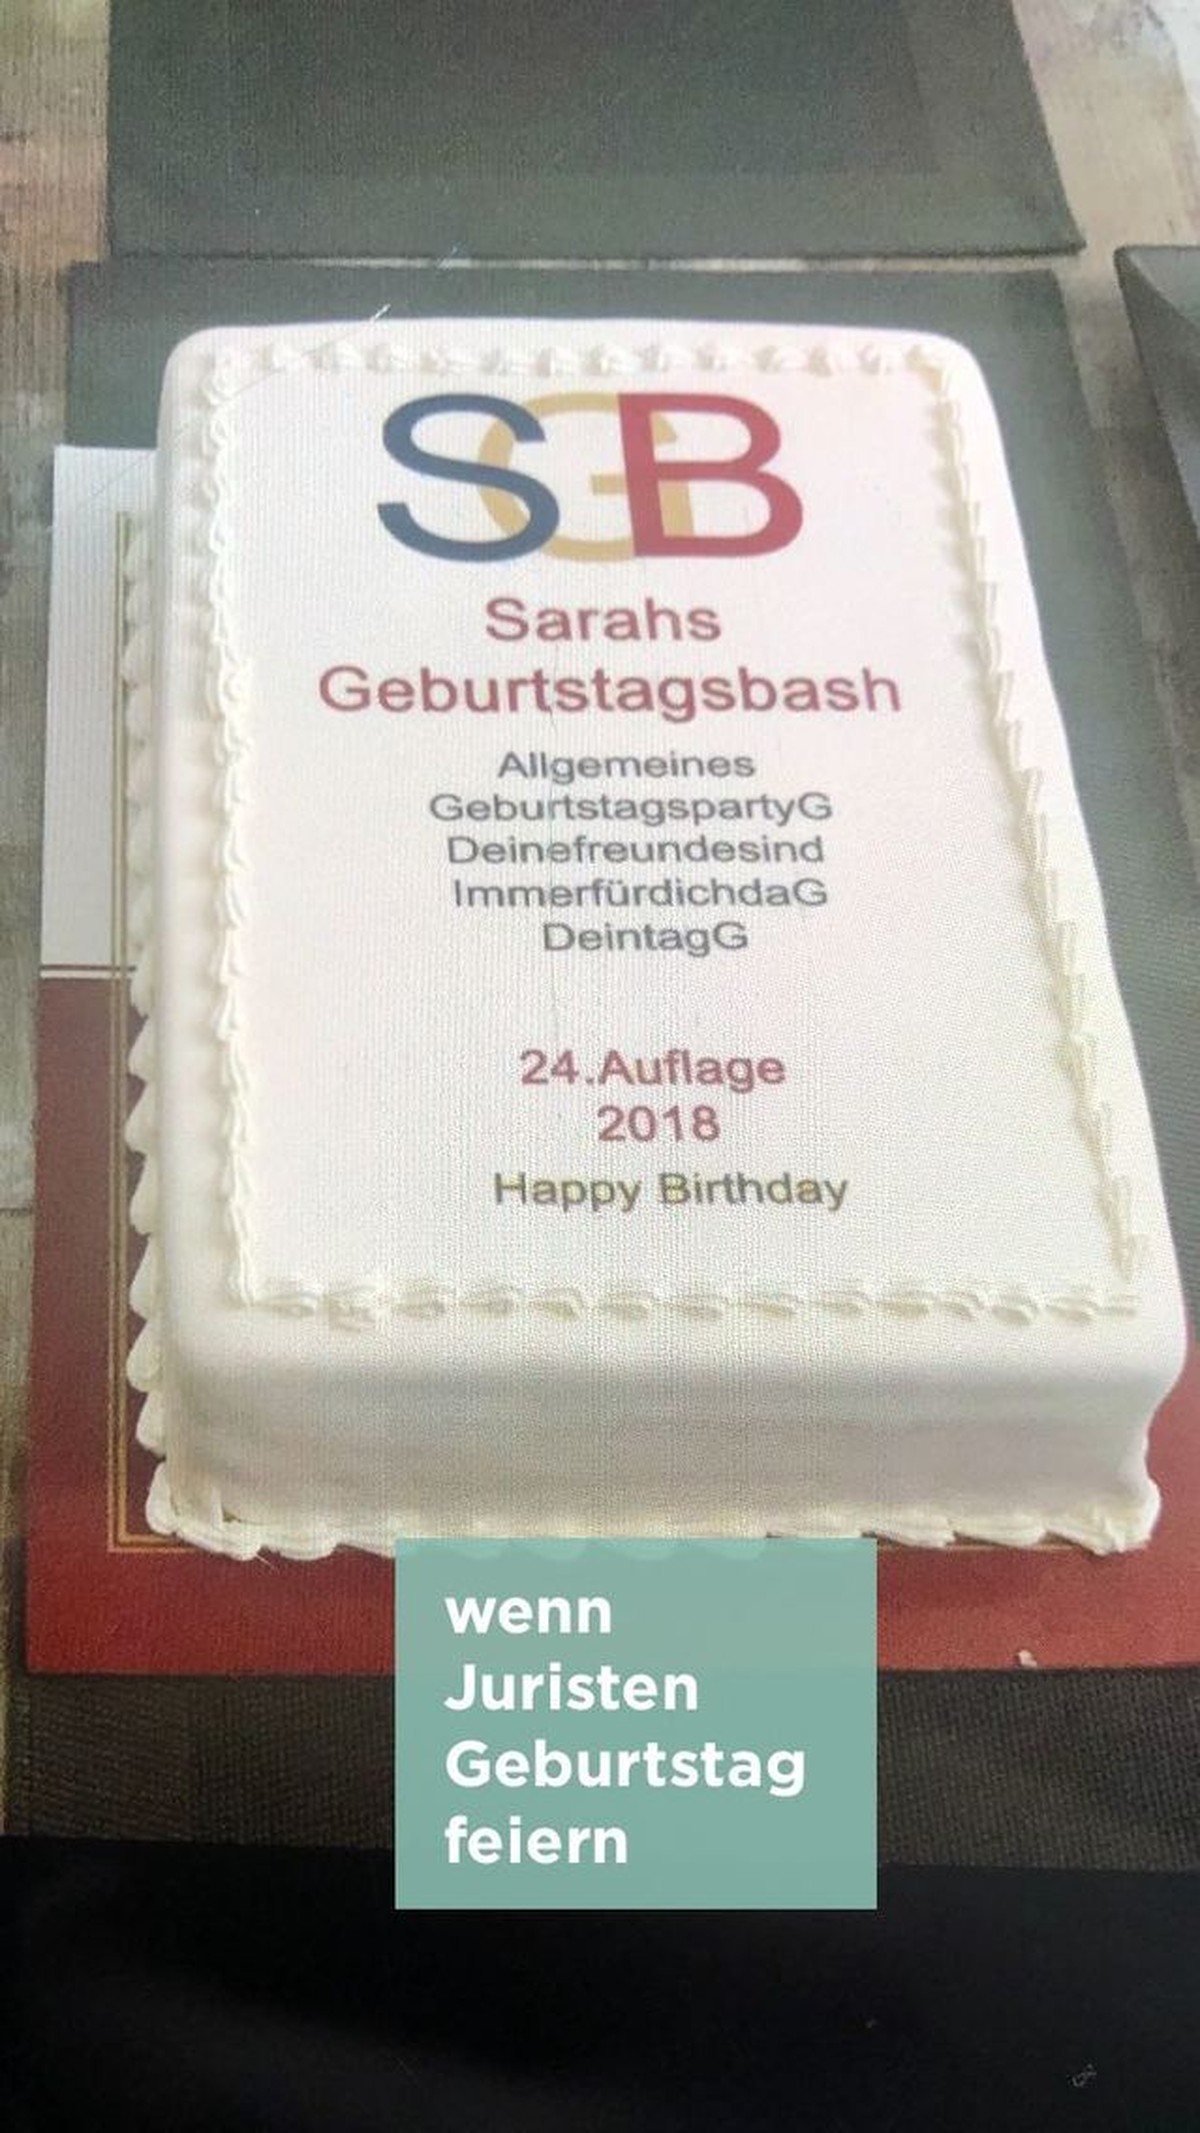 SGB
Sarahs
Geburtstagsbash
Allgemeines
GeburtstagspartyG
Deinefreundesind
ImmerfürdichdaG
DeintagG
24.Auflage
2018
Happy Birthday
wenn
Juristen
Geburtstag
feiern